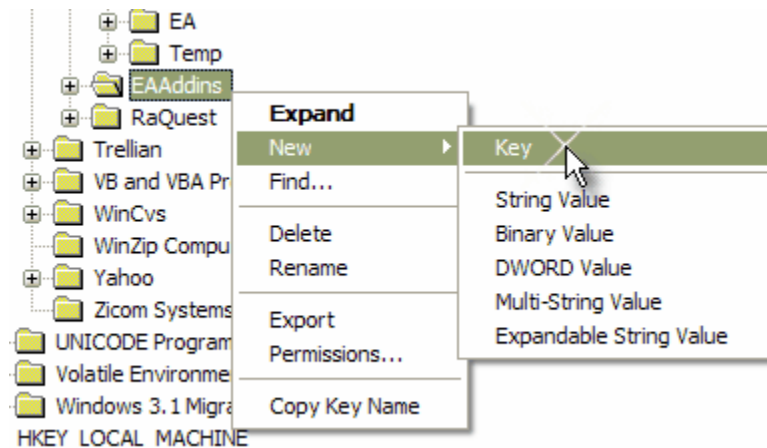 EA
Temp
EAAddins
RaQuest
Trellian
VB and VBA Pr
WinCvs
WinZip Compu
Yahoo
Zicom Systems
UNICODE Program
Volatile Environme
Windows 3.1 Migra
HKEY_LOCAL_MACHINE
Expand
New
Find...
Delete
Rename
Export
Permissions...
Copy Key Name
Key
String Value
Binary Value
DWORD Value
Multi-String Value
Expandable String Value